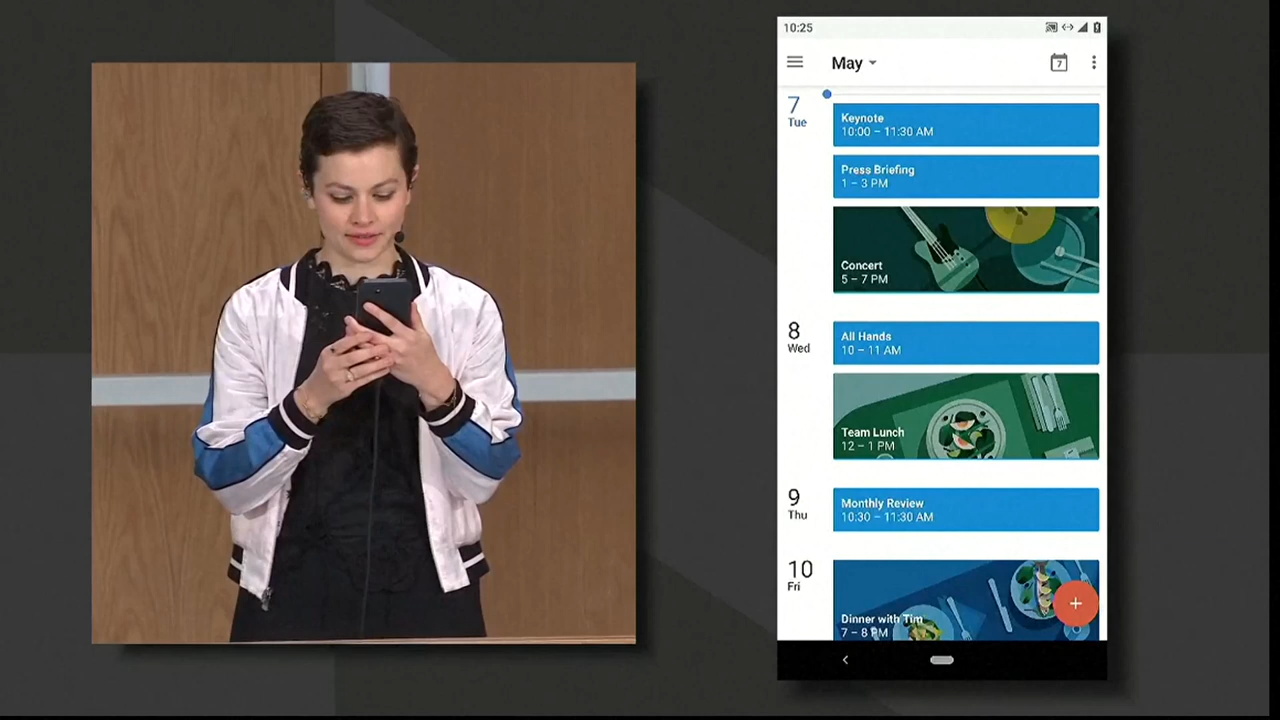 10:25
May
7
7
Tue
Keynote
10:00 – 11:30 AM
Press Briefing
1 – 3 PM
Concert
5 – 7 PM
8
Wed
All Hands
10 – 11 AM
Team Lunch
12 – 1 PM
9
Thu
Monthly Review
10:30 – 11:30 AM
10
Fri
Dinner with Tim
7 – 8 PM